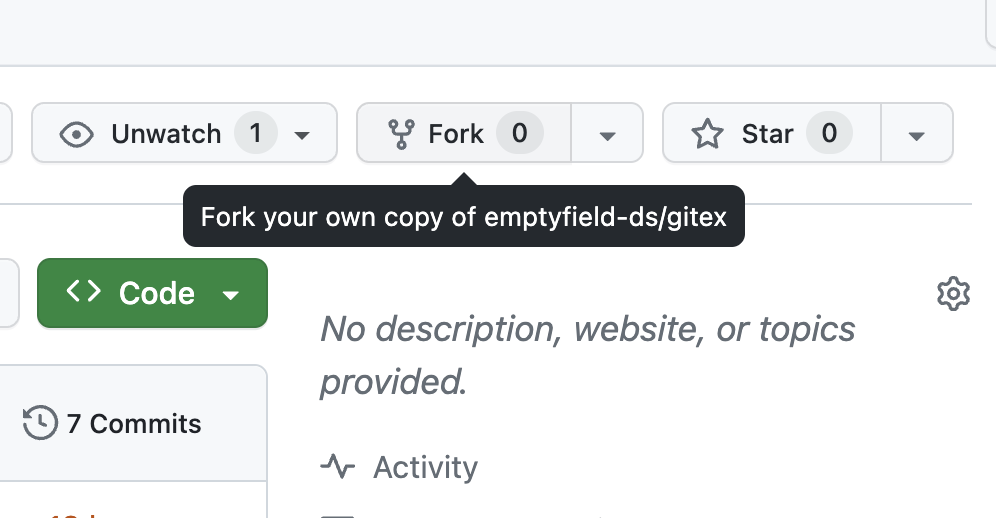 Unwatch 1
Fork 0
Star 0
Fork your own copy of emptyfield-ds/gitex
Code
No description, website, or topics
provided.
7 Commits
Activity